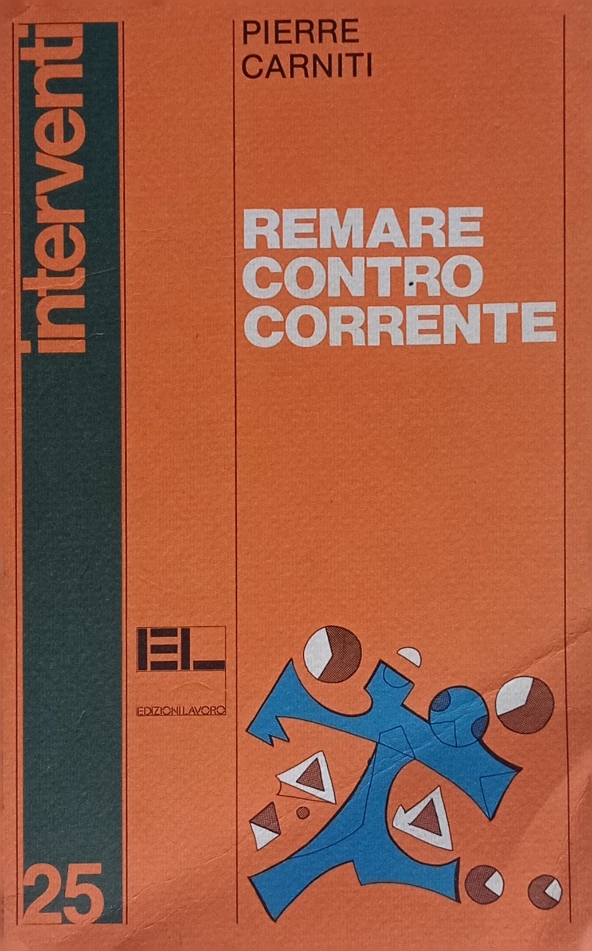 interventi
PIERRE
CARNITI
REMARE
CONTRO
CORRENTE
EL
EDIZIONI LAVORO
25